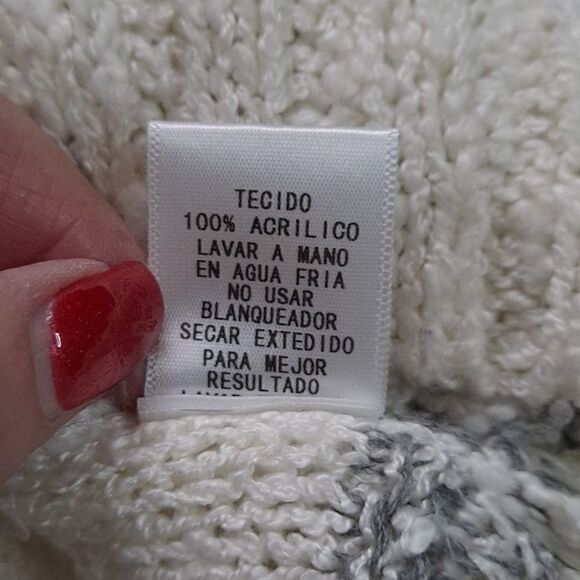 TECIDO
100% ACRILICO
LAVAR A MANO
EN AGUA FRIA
NO USAR
BLANQUEADOR
SECAR EXTEDIDO
PARA MEJOR
RESULTADO